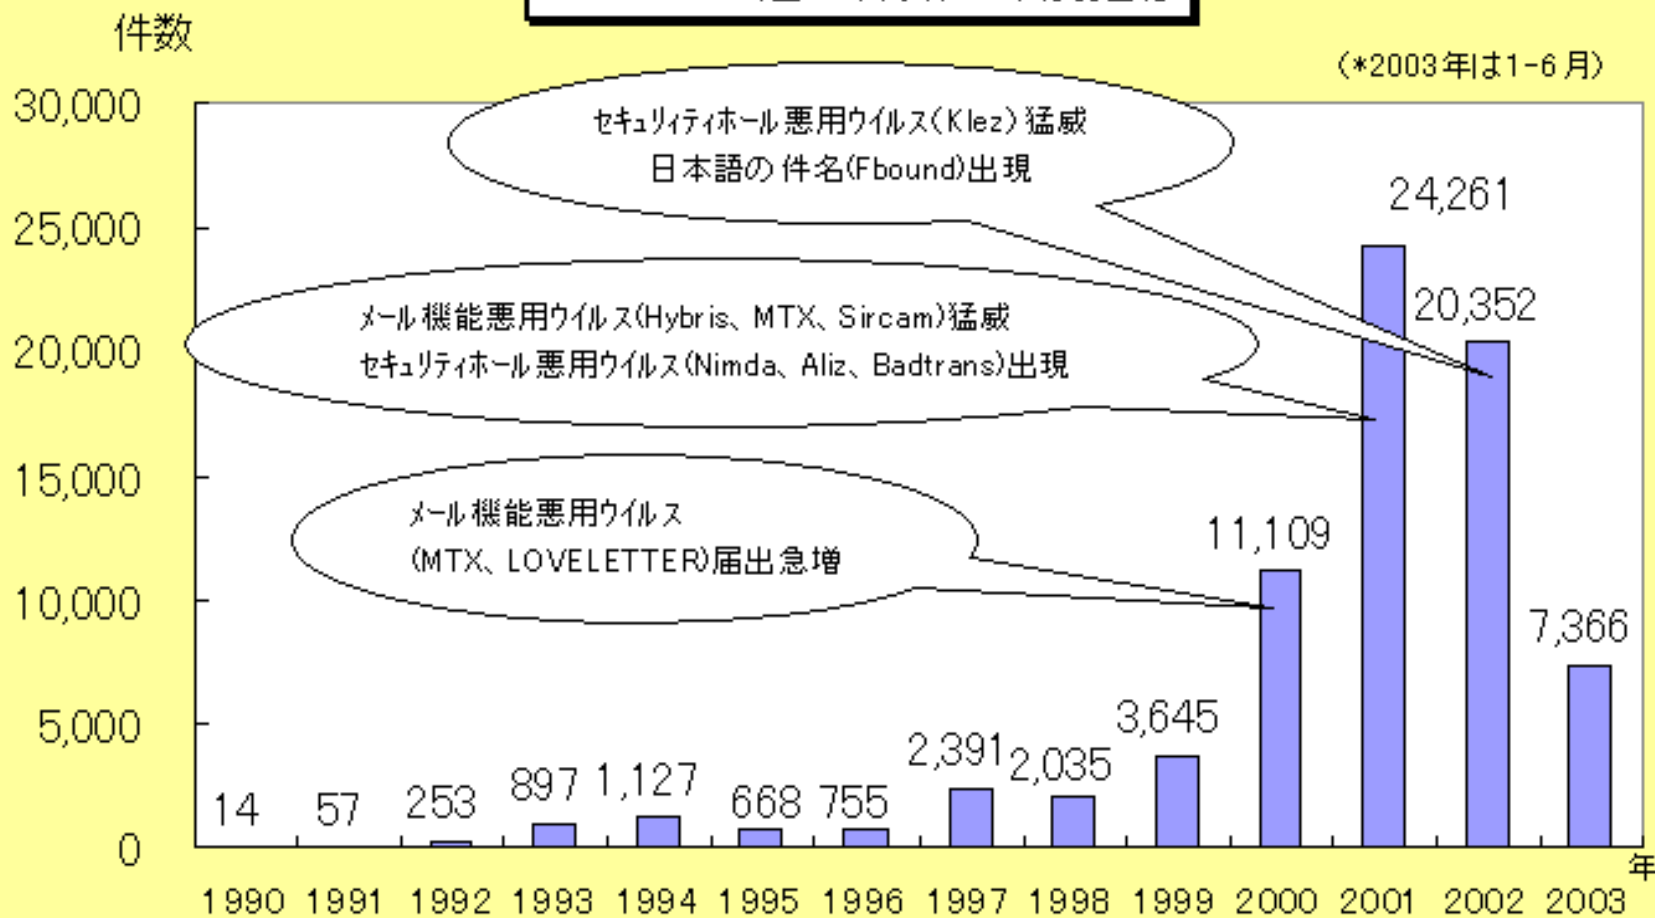 件数
(*2003年は1-6月)
30,000
25,000
20,000
15,000
10,000
5,000
0
セキュリィティホール悪用ウイルス(Klez)猛威
日本語の件名(Fbound)出現
メール機能悪用ウイルス(Hybris、MTX、Sircam)猛威
セキュリティホール悪用ウイルス(Nimda、Aliz、Badtrans)出現
メール機能悪用ウイルス
(MTX、LOVELETTER)届出急増
14 57 253 897 1,127 668 755 2,391 2,035 3,645 11,109 24,261 20,352 7,366
年
1990 1991 1992 1993 1994 1995 1996 1997 1998 1999 2000 2001 2002 2003